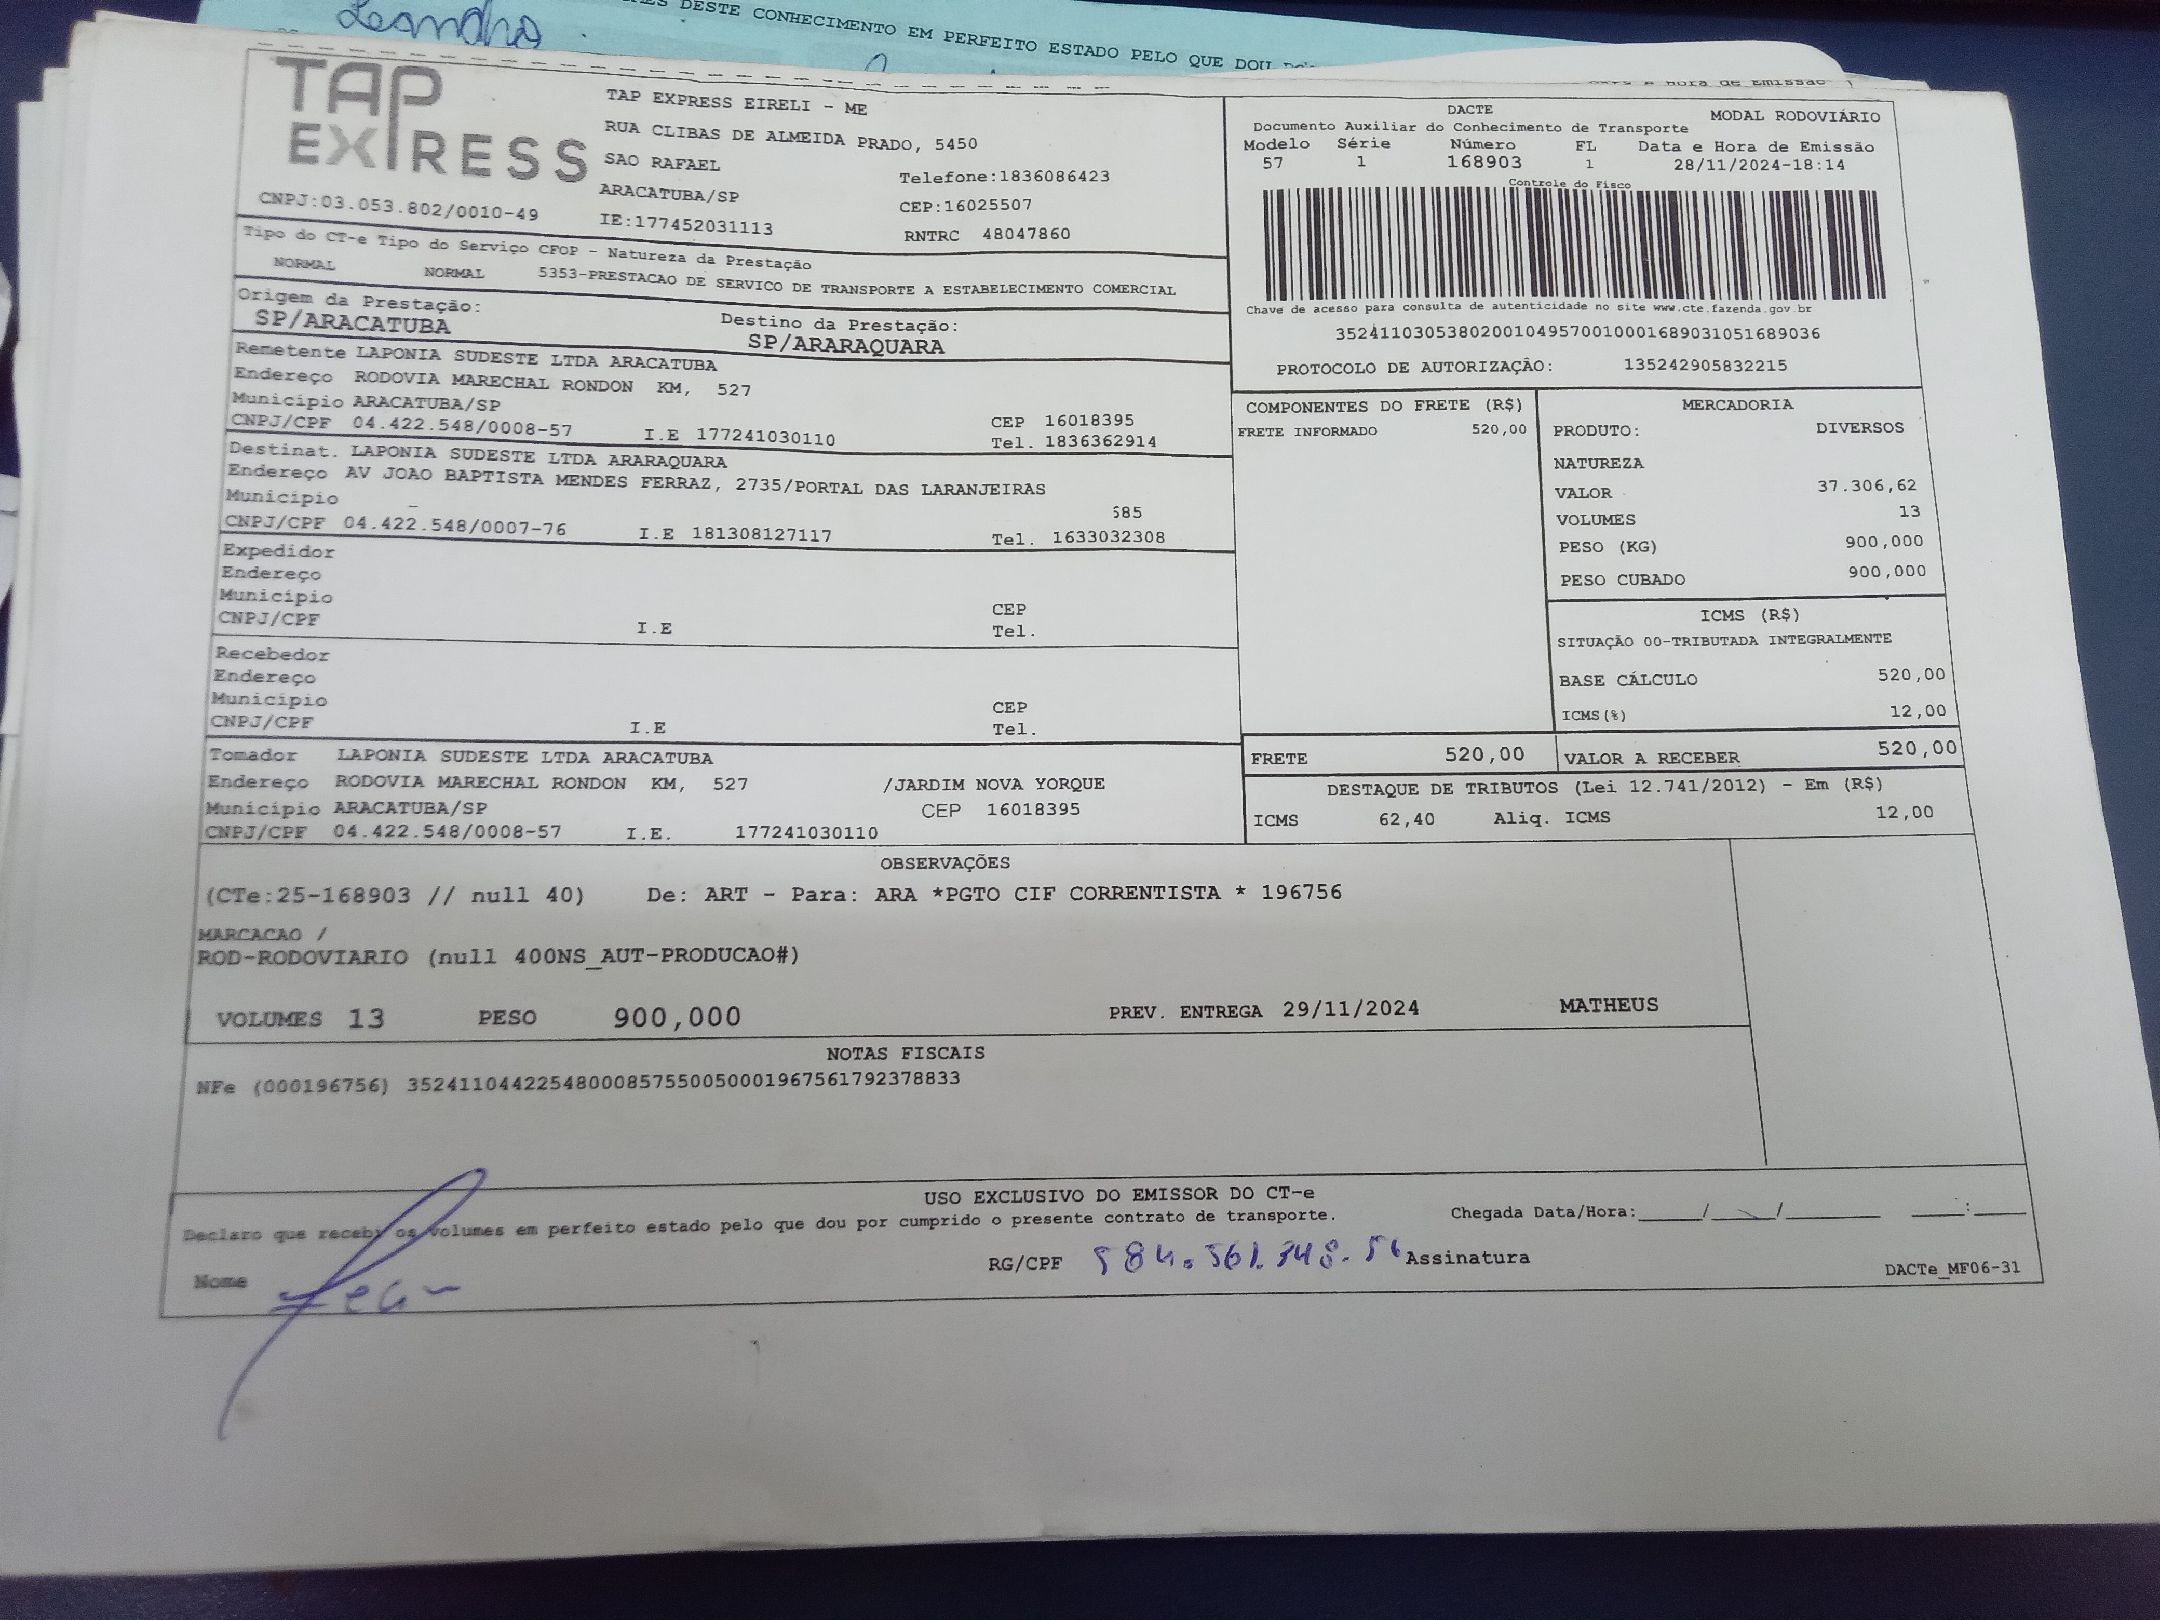 Leandro
DESTE CONHECIMENTO EM PERFEITO ESTADO PELO QUE DOU
TAP
EXPRESS
TAP EXPRESS EIRELI - ME
RUA CLIBAS DE ALMEIDA PRADO, 5450
SAO RAFAEL
Telefone:1836086423
ARACATUBA/SP
CEP:16025507
CNPJ:03.053.802/0010-49
IE:177452031113
RNTRC 48047860
DACTE
MODAL RODOVIÁRIO
Documento Auxiliar do Conhecimento de Transporte
Modelo Série Número FL Data e Hora de Emissão
57 1 168903 1 28/11/2024-18:14
Controle do Fisco
Chave de acesso para consulta de autenticidade no site www.cte.fazenda.gov.br
35241103053802001049570010001689031051689036
PROTOCOLO DE AUTORIZAÇÃO: 135242905832215
Tipo do CT-e Tipo do Serviço CFOP - Natureza da Prestação
NORMAL NORMAL 5353-PRESTACAO DE SERVICO DE TRANSPORTE A ESTABELECIMENTO COMERCIAL
Origem da Prestação:
SP/ARACATUBA
Destino da Prestação:
SP/ARARAQUARA
Remetente LAPONIA SUDESTE LTDA ARACATUBA
Endereço RODOVIA MARECHAL RONDON KM, 527
Município ARACATUBA/SP
CEP 16018395
CNPJ/CPF 04.422.548/0008-57 I.E 177241030110 Tel. 1836362914
Destinat. LAPONIA SUDESTE LTDA ARARAQUARA
Endereço AV JOAO BAPTISTA MENDES FERRAZ, 2735/PORTAL DAS LARANJEIRAS
Município
585
CNPJ/CPF 04.422.548/0007-76 I.E 181308127117 Tel. 1633032308
Expedidor
Endereço
Município CEP
CNPJ/CPF I.E Tel.
Recebedor
Endereço
Município CEP
CNPJ/CPF I.E Tel.
Tomador LAPONIA SUDESTE LTDA ARACATUBA
Endereço RODOVIA MARECHAL RONDON KM, 527 /JARDIM NOVA YORQUE
Município ARACATUBA/SP CEP 16018395
CNPJ/CPF 04.422.548/0008-57 I.E. 177241030110
COMPONENTES DO FRETE (R$)
FRETE INFORMADO 520,00
MERCADORIA
PRODUTO: DIVERSOS
NATUREZA
VALOR 37.306,62
VOLUMES 13
PESO (KG) 900,000
PESO CUBADO 900,000
ICMS (R$)
SITUAÇÃO 00-TRIBUTADA INTEGRALMENTE
BASE CÁLCULO 520,00
ICMS(%) 12,00
FRETE 520,00 VALOR A RECEBER 520,00
DESTAQUE DE TRIBUTOS (Lei 12.741/2012) - Em (R$)
ICMS 62,40 Aliq. ICMS 12,00
OBSERVAÇÕES
(CTe:25-168903 // null 40) De: ART - Para: ARA *PGTO CIF CORRENTISTA * 196756
MARCACAO /
ROD-RODOVIARIO (null 400NS_AUT-PRODUCAO#)
VOLUMES 13 PESO 900,000 PREV. ENTREGA 29/11/2024 MATHEUS
NOTAS FISCAIS
NFe (000196756) 35241104422548000857550050001967561792378833
USO EXCLUSIVO DO EMISSOR DO CT-e
Declaro que recebi os volumes em perfeito estado pelo que dou por cumprido o presente contrato de transporte.
Chegada Data/Hora:____/____/____ ___:___
Nome
RG/CPF 584.561.348.56 Assinatura
DACTe_MF06-31